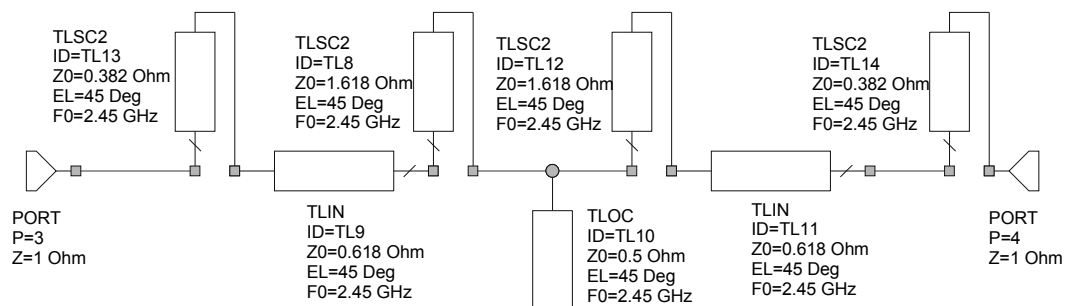 TLSC2
ID=TL13
Z0=0.382 Ohm
EL=45 Deg
F0=2.45 GHz
TLSC2
ID=TL8
Z0=1.618 Ohm
EL=45 Deg
F0=2.45 GHz
TLSC2
ID=TL12
Z0=1.618 Ohm
EL=45 Deg
F0=2.45 GHz
TLSC2
ID=TL14
Z0=0.382 Ohm
EL=45 Deg
F0=2.45 GHz
PORT
P=3
Z=1 Ohm
TLIN
ID=TL9
Z0=0.618 Ohm
EL=45 Deg
F0=2.45 GHz
TLOC
ID=TL10
Z0=0.5 Ohm
EL=45 Deg
F0=2.45 GHz
TLIN
ID=TL11
Z0=0.618 Ohm
EL=45 Deg
F0=2.45 GHz
PORT
P=4
Z=1 Ohm